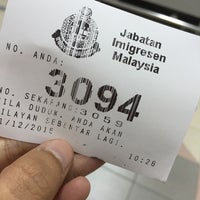 Jabatan
Imigresen
Malaysia
NO. ANDA:
3094
NO. SEKARANG:3059
SILA DUDUK. ANDA AKAN
DILAYAN SEBENTAR LAGI.
1/12/2015
10:26